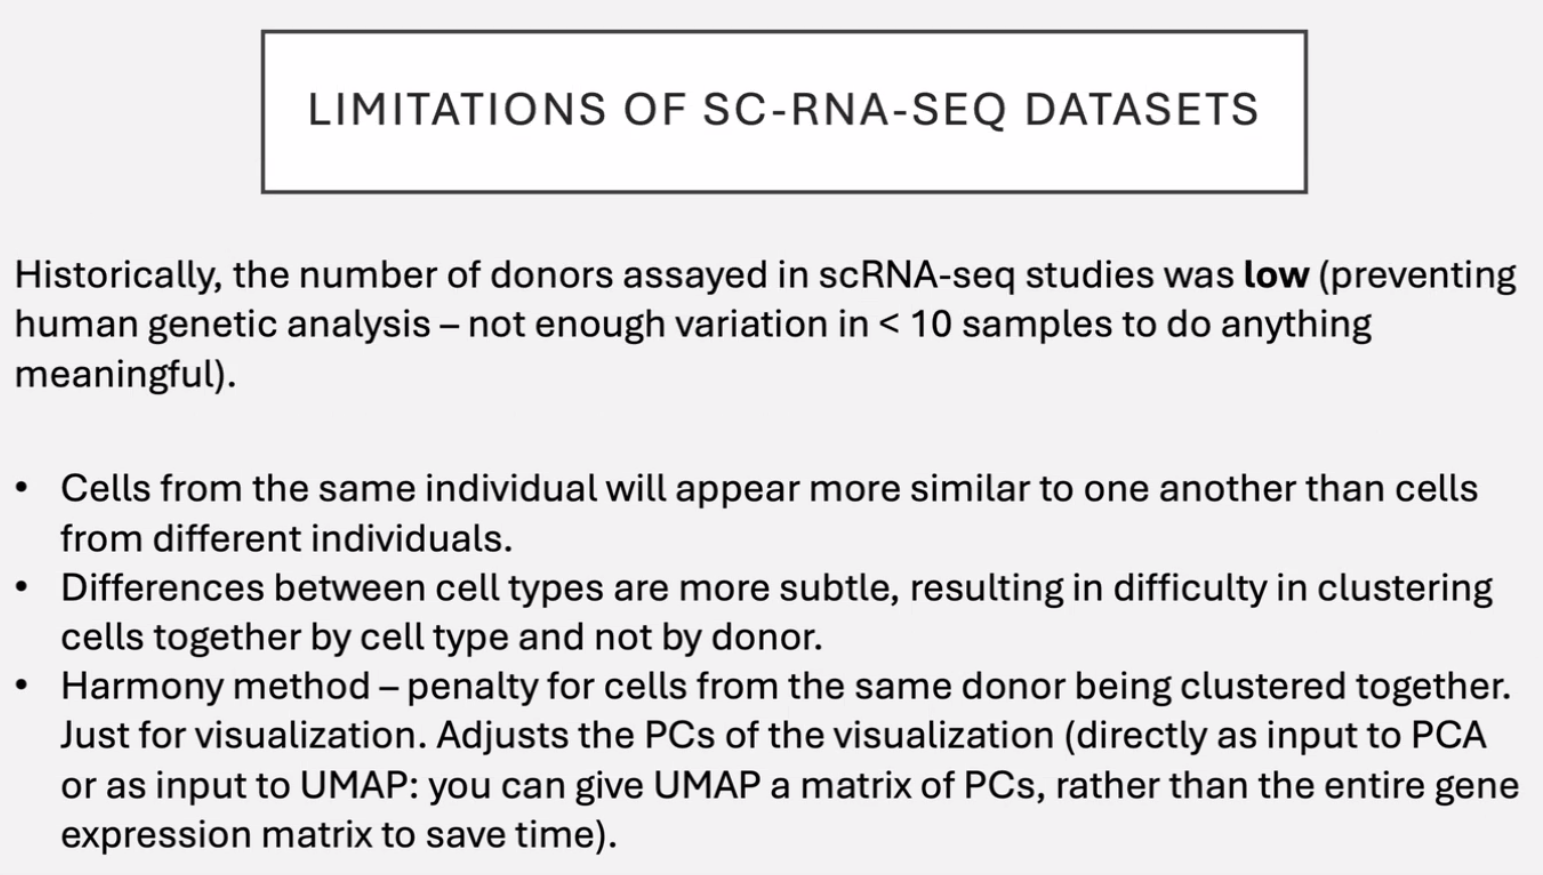 LIMITATIONS OF SC-RNA-SEQ DATASETS
Historically, the number of donors assayed in scRNA-seq studies was low (preventing
human genetic analysis – not enough variation in < 10 samples to do anything
meaningful).
• Cells from the same individual will appear more similar to one another than cells
from different individuals.
• Differences between cell types are more subtle, resulting in difficulty in clustering
cells together by cell type and not by donor.
• Harmony method – penalty for cells from the same donor being clustered together.
Just for visualization. Adjusts the PCs of the visualization (directly as input to PCA
or as input to UMAP: you can give UMAP a matrix of PCs, rather than the entire gene
expression matrix to save time).